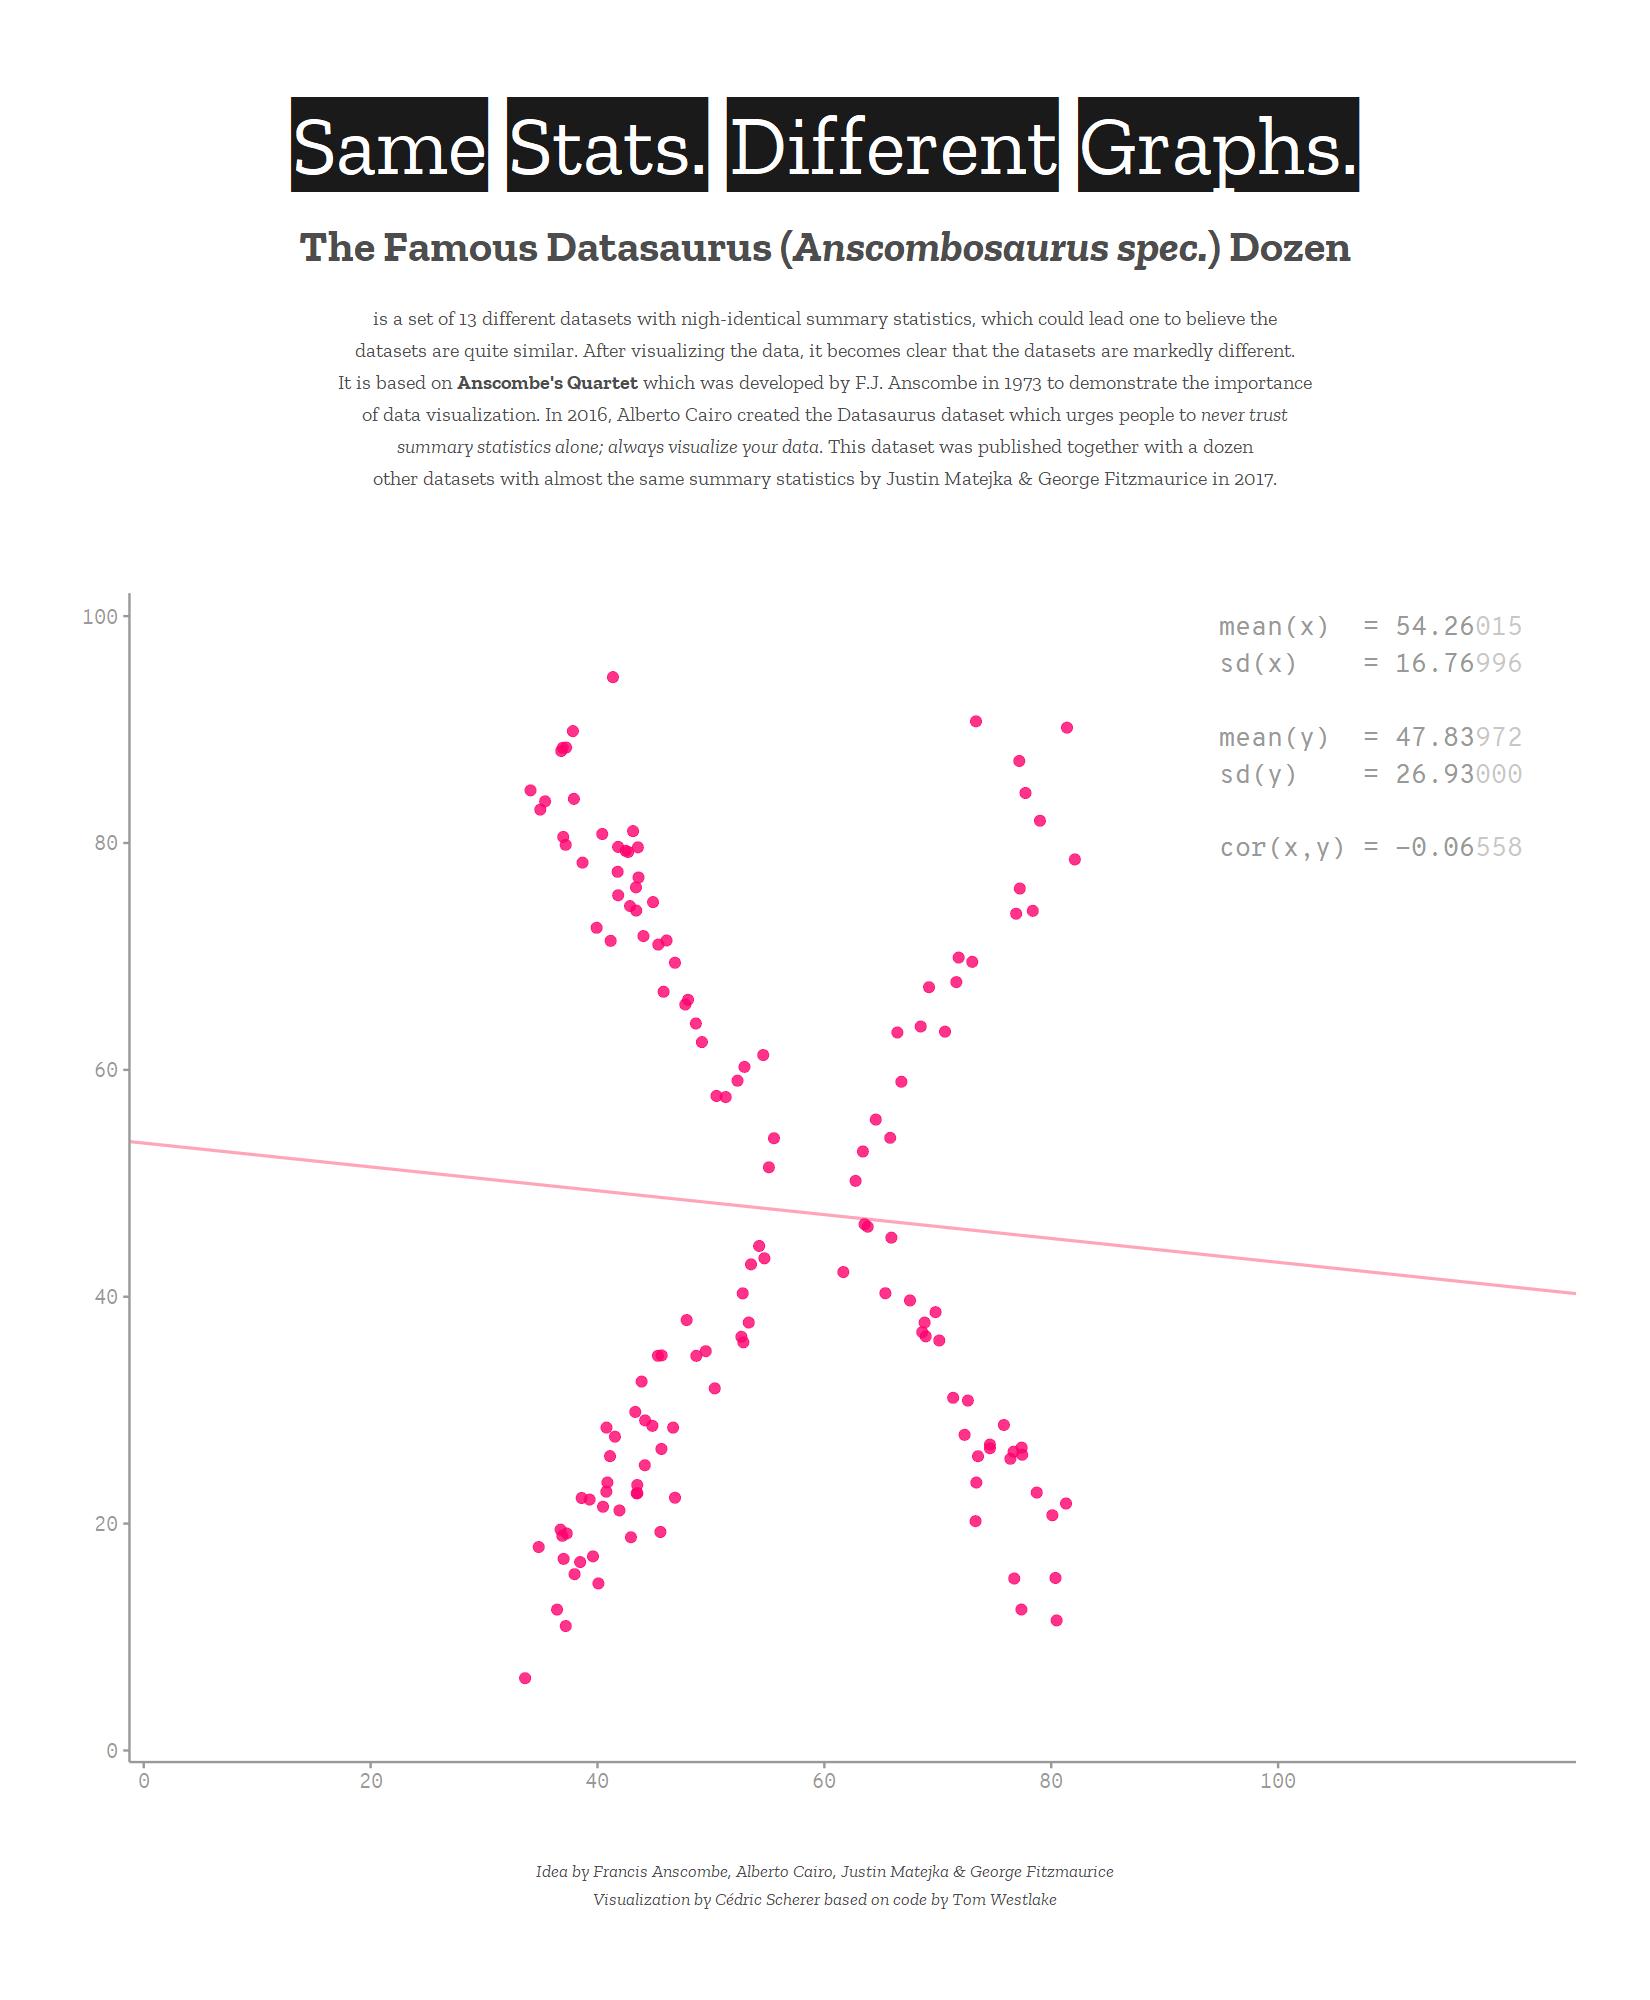 Same Stats. Different Graphs.
The Famous Datasaurus (Anscombosaurus spec.) Dozen
is a set of 13 different datasets with nigh-identical summary statistics, which could lead one to believe the
datasets are quite similar. After visualizing the data, it becomes clear that the datasets are markedly different.
It is based on Anscombe's Quartet which was developed by F.J. Anscombe in 1973 to demonstrate the importance
of data visualization. In 2016, Alberto Cairo created the Datasaurus dataset which urges people to never trust
summary statistics alone; always visualize your data. This dataset was published together with a dozen
other datasets with almost the same summary statistics by Justin Matejka & George Fitzmaurice in 2017.
mean(x) = 54.26015
sd(x) = 16.76996
mean(y) = 47.83972
sd(y) = 26.93000
cor(x,y) = −0.06558
100
80
60
40
20
0
0 20 40 60 80 100
Idea by Francis Anscombe, Alberto Cairo, Justin Matejka & George Fitzmaurice
Visualization by Cédric Scherer based on code by Tom Westlake